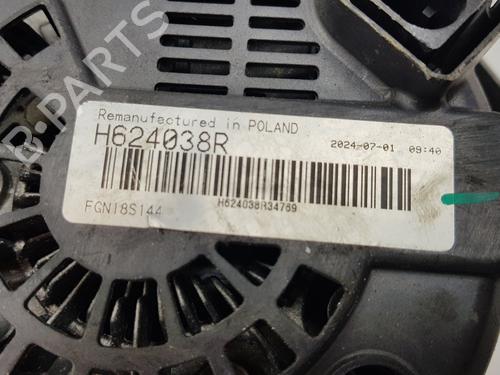 Remanufactured in POLAND
H624038R
2024-07-01 09:40
H624038R34769
FGN18S144
B-PARTS